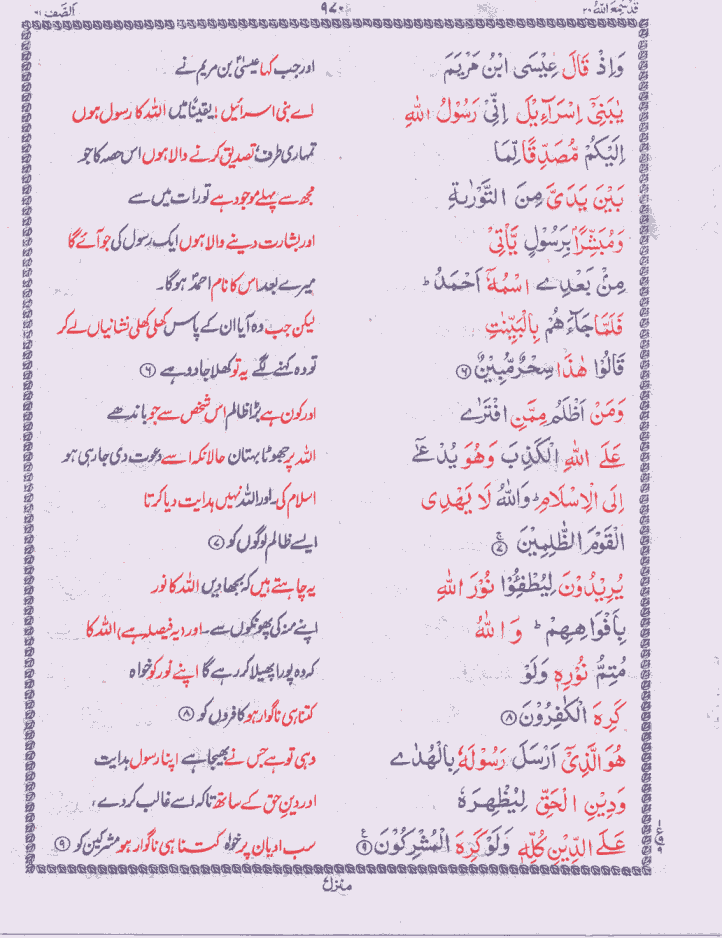 قَدْ سَمِعَ اللّٰهُ ۲۸ ۹۷۰ اَلصَّف ۶۱
وَاِذْ قَالَ عِيْسَى ابْنُ مَرْيَمَ اور جب کہا عیسیٰ بن مریم نے
يٰبَنِيْۤ اِسْرَآءِيْلَ اِنِّيْ رَسُوْلُ اللّٰهِ اے بنی اسرائیل! یقیناً میں اللہ کا رسول ہوں
اِلَيْكُمْ مُّصَدِّقًا لِّمَا تمہاری طرف، تصدیق کرنے والا ہوں اس حصہ کا جو
بَيْنَ يَدَيَّ مِنَ التَّوْرٰىةِ مجھ سے پہلے موجود ہے تورات میں سے
وَمُبَشِّرًۢا بِرَسُوْلٍ يَّاْتِيْ اور بشارت دینے والا ہوں ایک رسول کی جو آئے گا
مِنْۢ بَعْدِے اسْمُهٗۤ اَحْمَدُ ؕ میرے بعد اس کا نام احمدؐ ہوگا۔
فَلَمَّا جَآءَهُمْ بِالْبَيِّنٰتِ لیکن جب وہ آیا ان کے پاس کھلی کھلی نشانیاں لے کر
قَالُوْا هٰذَا سِحْرٌ مُّبِيْنٌ ۶ تو وہ کہنے لگے یہ تو کھلا جادو ہے ۶
وَمَنْ اَظْلَمُ مِمَّنِ افْتَرٰے اور کون ہے بڑا ظالم اس شخص سے جو باندھے
عَلَے اللّٰهِ الْكَذِبَ وَهُوَ يُدْعٰۤے اللہ پر جھوٹا بہتان حالانکہ اسے دعوت دی جا رہی ہو
اِلَى الْاِسْلَامِ ؕ وَاللّٰهُ لَا يَهْدِى اسلام کی۔ اور اللہ نہیں ہدایت دیا کرتا
الْقَوْمَ الظّٰلِمِيْنَ ۷ ایسے ظالم لوگوں کو ۷
يُرِيْدُوْنَ لِيُطْفِـُٔوْا نُوْرَ اللّٰهِ یہ چاہتے ہیں کہ بجھا دیں اللہ کا نور
بِاَفْوَاهِهِمْ ؕ وَاللّٰهُ اپنے منہ کی پھونکوں سے۔ اور (یہ فیصلہ ہے) اللہ کا
مُتِمُّ نُوْرِهٖ وَلَوْ کہ وہ پورا پھیلا کر رہے گا اپنے نور کو خواہ
كَرِهَ الْكٰفِرُوْنَ ۸ کتنا ہی ناگوار ہو کافروں کو ۸
هُوَ الَّذِيْۤ اَرْسَلَ رَسُوْلَهٗ بِالْهُدٰے وہی تو ہے جس نے بھیجا ہے اپنا رسول ہدایت
وَدِيْنِ الْحَقِّ لِيُظْهِرَهٗ اور دینِ حق کے ساتھ تاکہ اسے غالب کر دے،
عَلَے الدِّيْنِ كُلِّهٖ وَلَوْ كَرِهَ الْمُشْرِكُوْنَ ۹ سب ادیان پر خواہ کتنا ہی ناگوار ہو مشرکین کو ۹